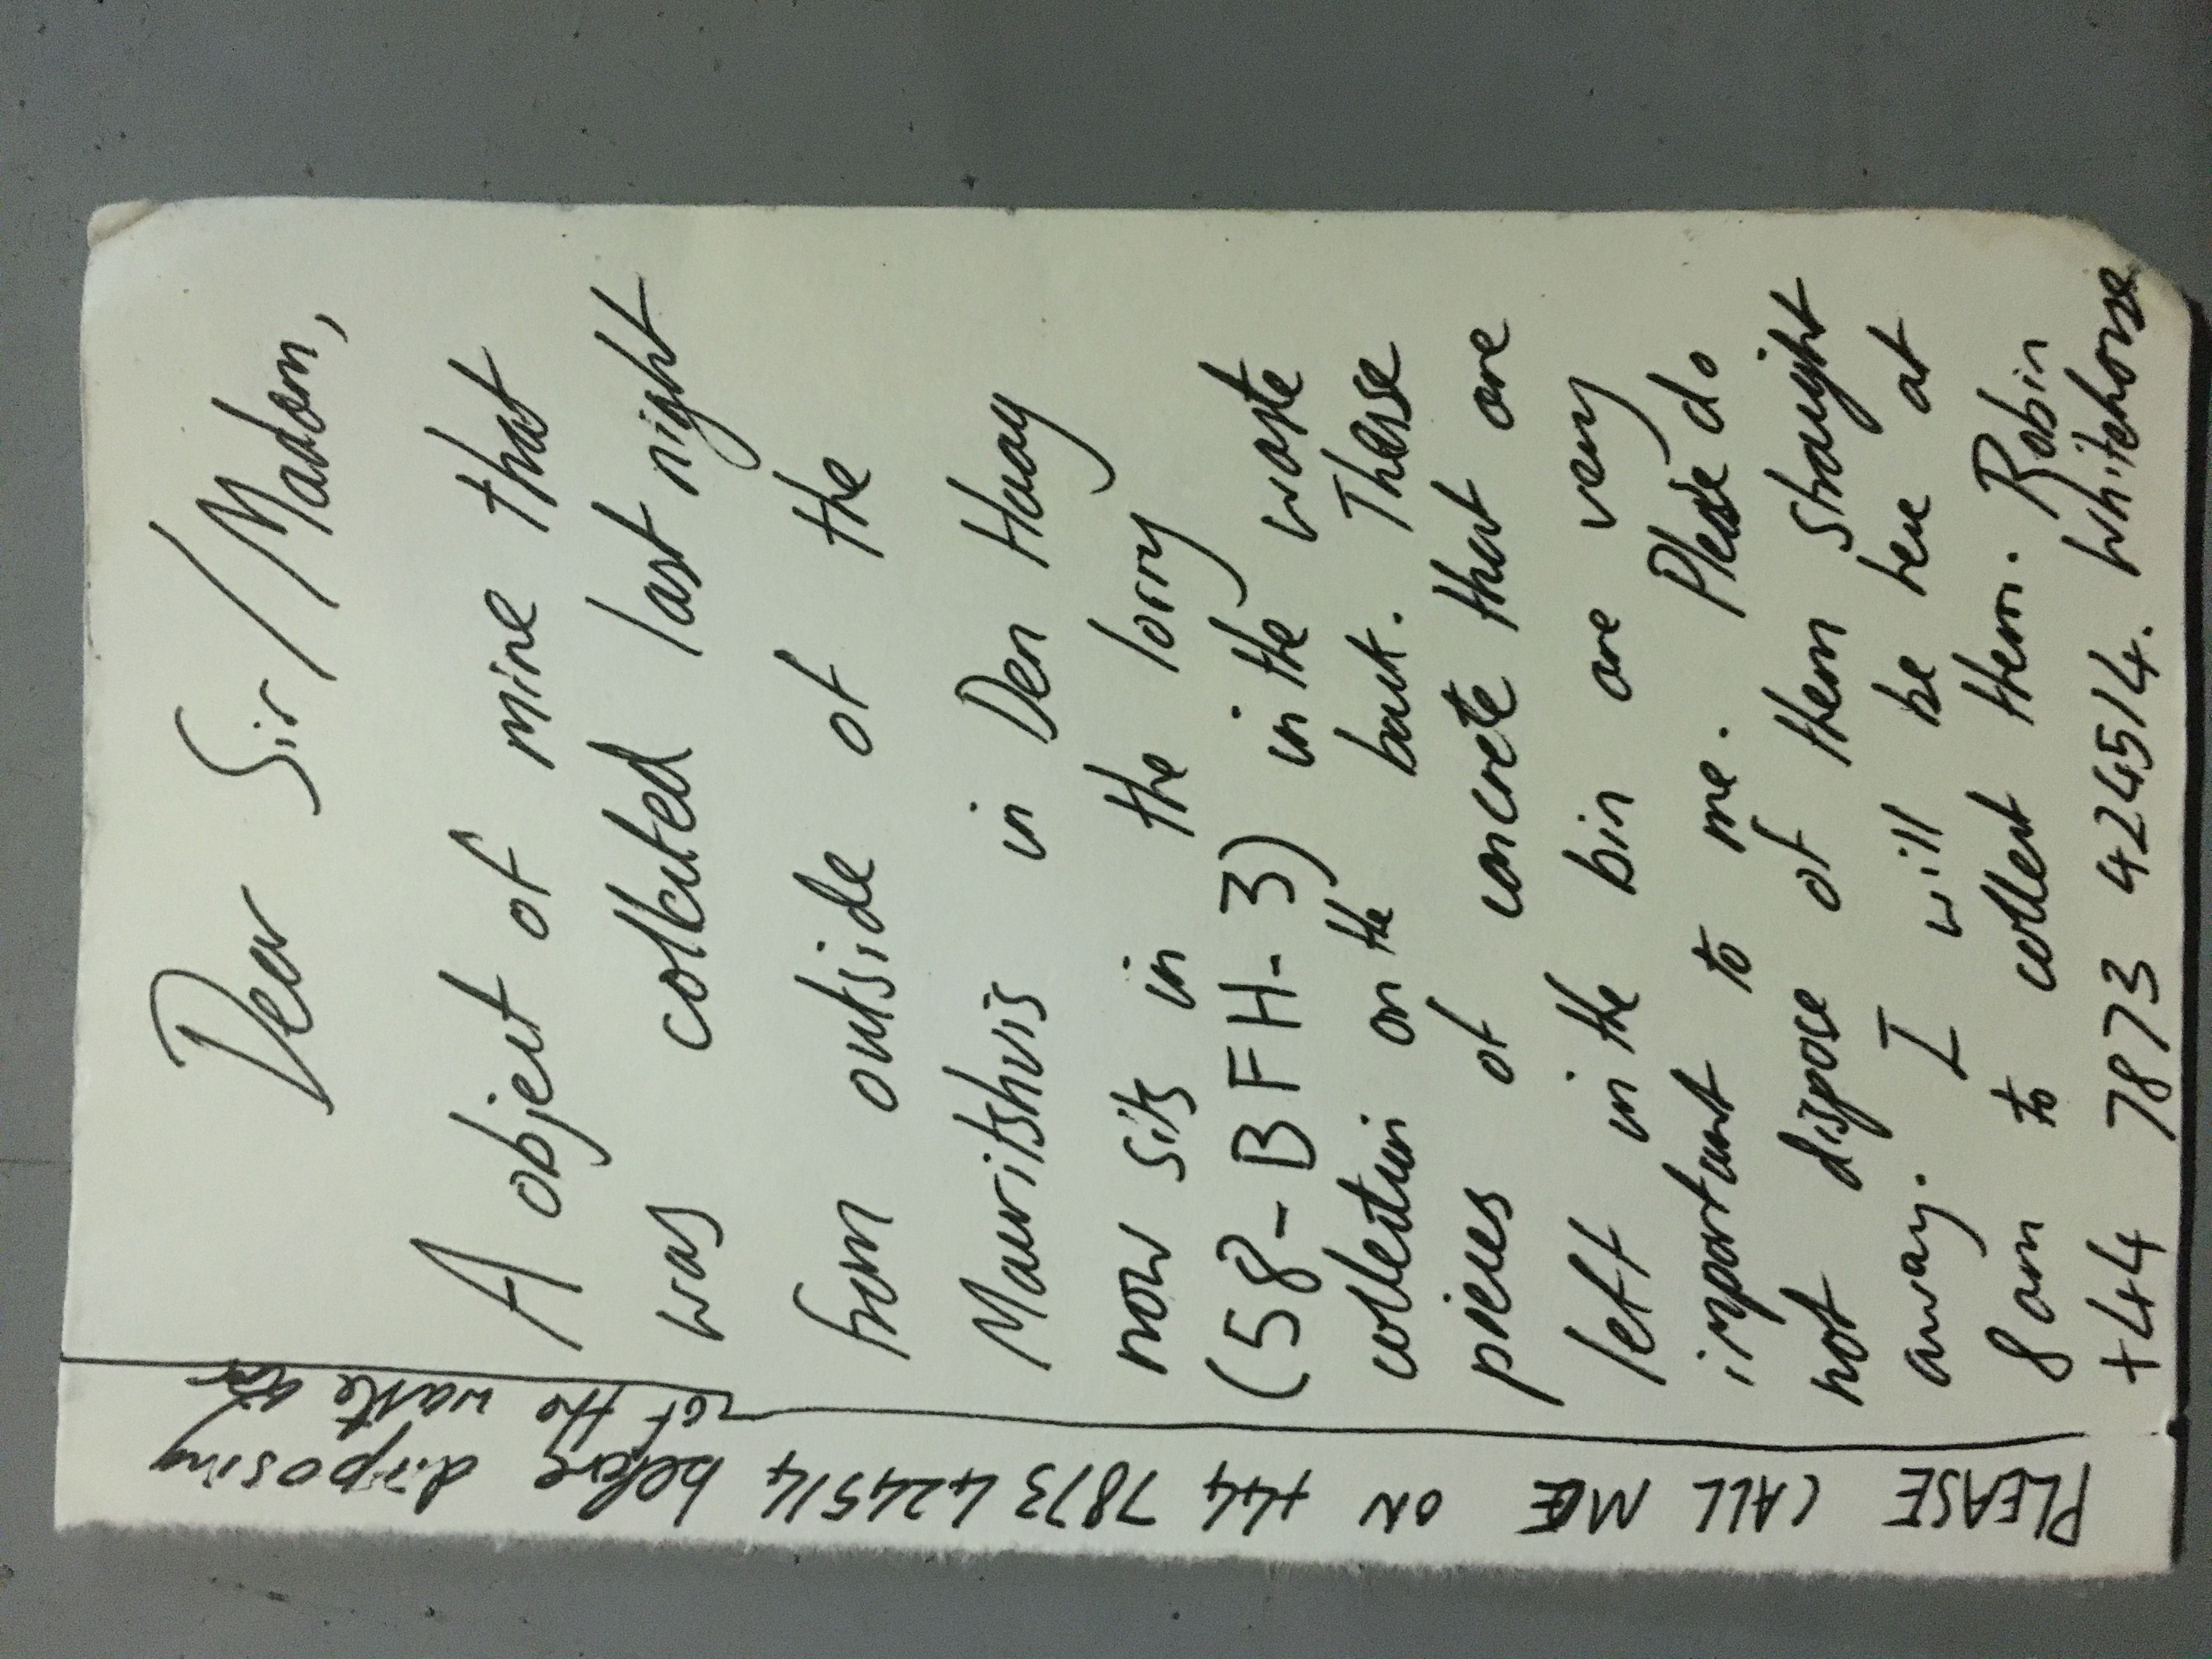 Dear Sir/Madam,
A object of mine that
was collected last night
from outside of the
Mauritshuis in Den Haag
now sits in the lorry
(58-BFH-3) in the waste
collection on the back. These
pieces of concrete that are
left in the bin are very
important to me. Please do
not dispose of them straight
away. I will be here at
8am to collect them. Robin
+44 7873 424514. Whitehorse
PLEASE CALL ME ON +44 7873 424514 before disposing
of the waste